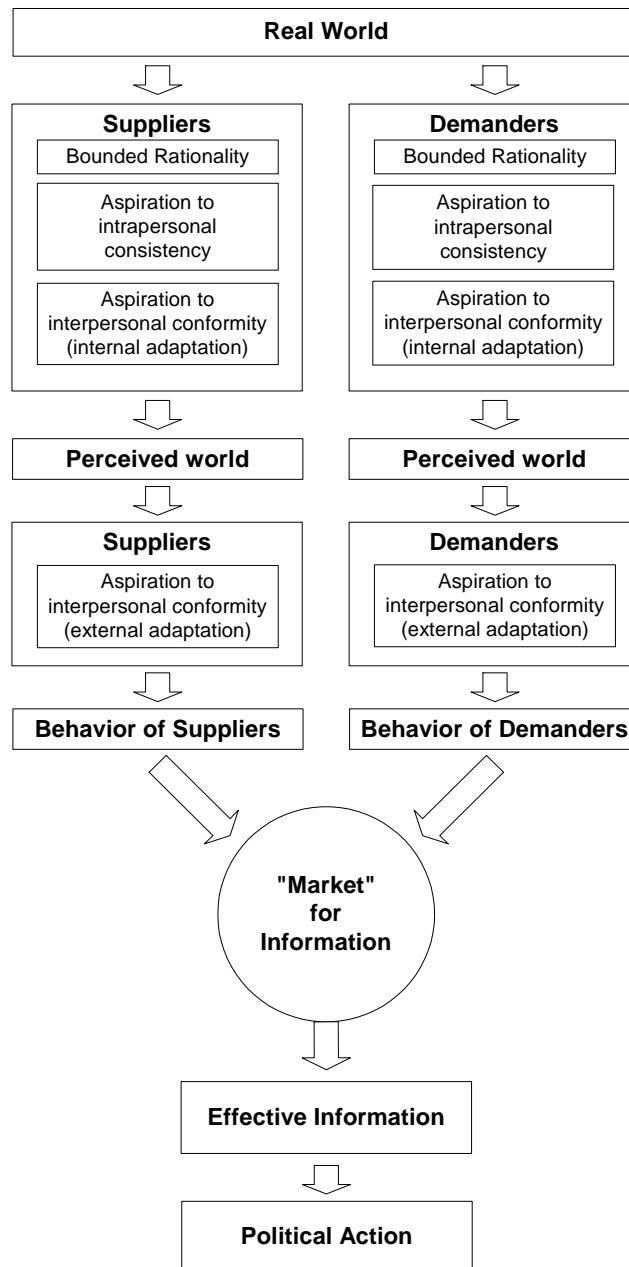 Real World
Suppliers
Bounded Rationality
Aspiration to
intrapersonal
consistency
Aspiration to
interpersonal conformity
(internal adaptation)
Demanders
Bounded Rationality
Aspiration to
intrapersonal
consistency
Aspiration to
interpersonal conformity
(internal adaptation)
Perceived world
Perceived world
Suppliers
Aspiration to
interpersonal conformity
(external adaptation)
Demanders
Aspiration to
interpersonal conformity
(external adaptation)
Behavior of Suppliers
Behavior of Demanders
"Market"
for
Information
Effective Information
Political Action